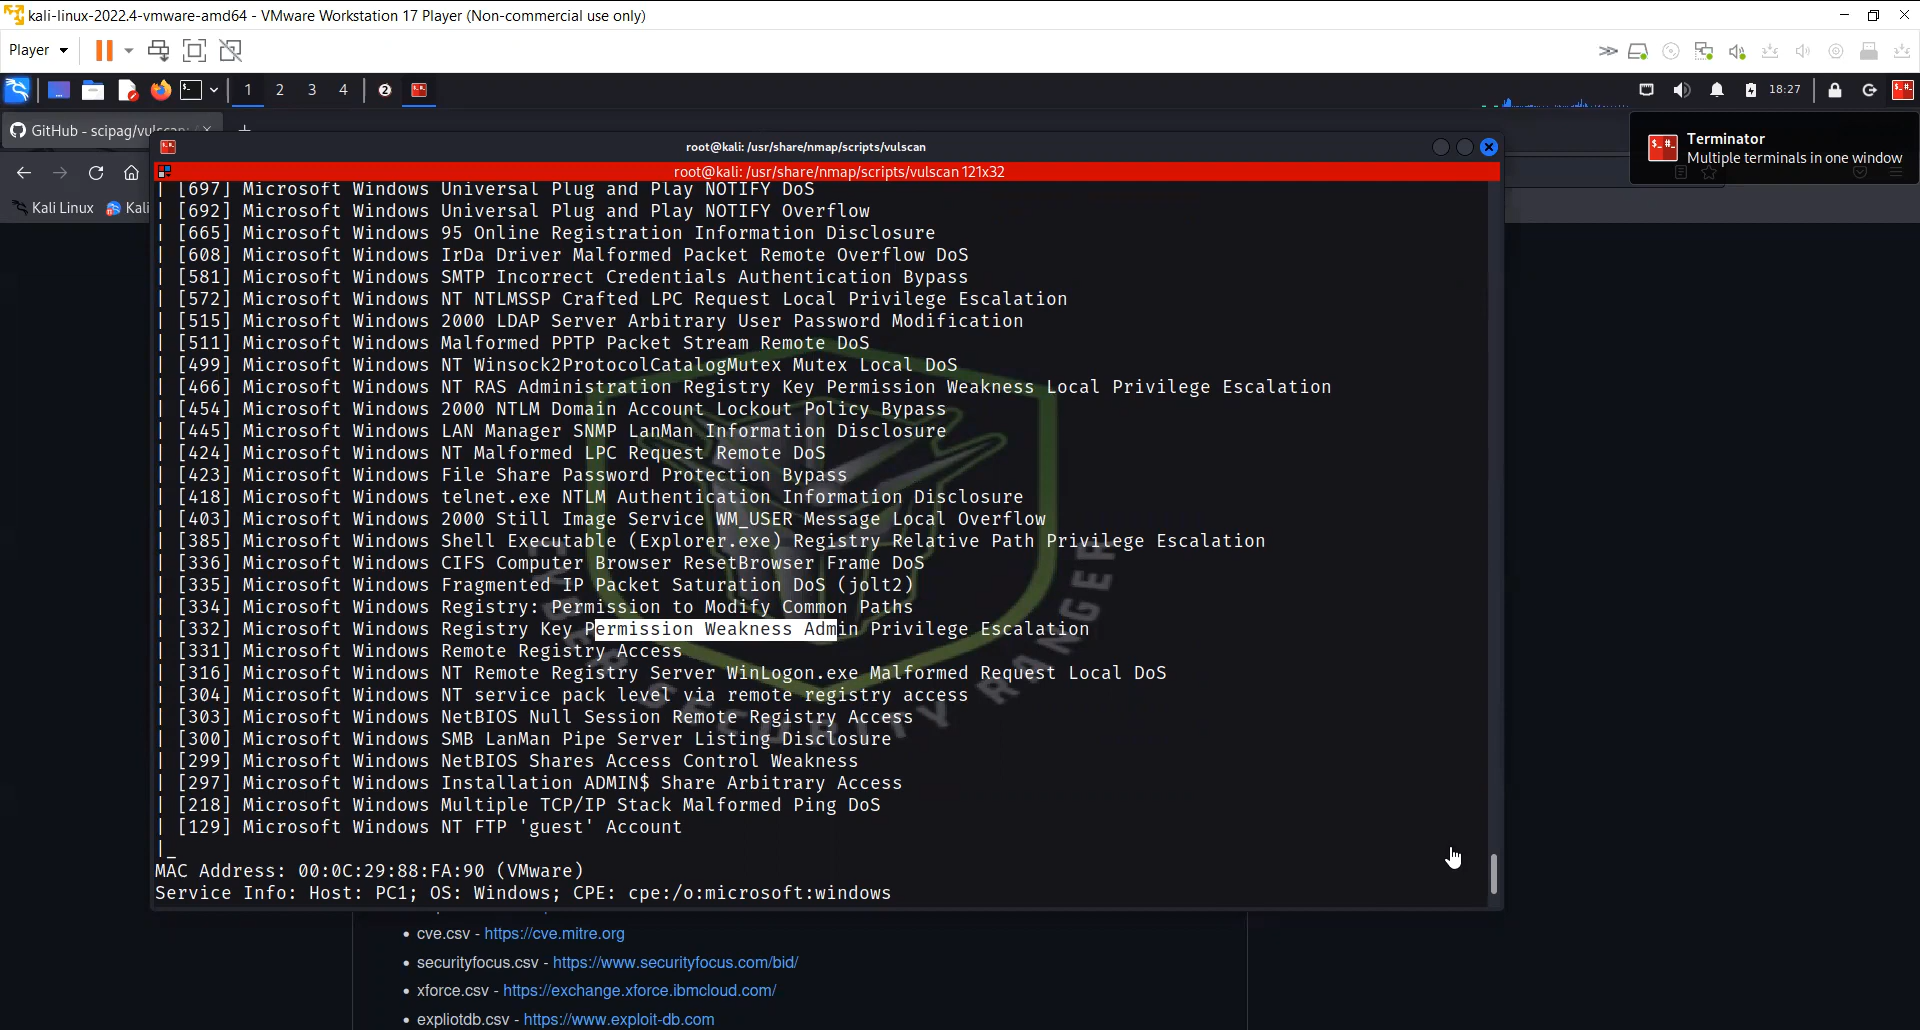 kali-linux-2022.4-vmware-amd64 - VMware Workstation 17 Player (Non-commercial use only)
Player
1 2 3 4 18:27
GitHub - scipag/vulscan:
root@kali: /usr/share/nmap/scripts/vulscan
Terminator
Multiple terminals in one window
root@kali: /usr/share/nmap/scripts/vulscan 121x32
Kali Linux Kali
| [697] Microsoft Windows Universal Plug and Play NOTIFY DoS
| [692] Microsoft Windows Universal Plug and Play NOTIFY Overflow
| [665] Microsoft Windows 95 Online Registration Information Disclosure
| [608] Microsoft Windows IrDa Driver Malformed Packet Remote Overflow DoS
| [581] Microsoft Windows SMTP Incorrect Credentials Authentication Bypass
| [572] Microsoft Windows NT NTLMSSP Crafted LPC Request Local Privilege Escalation
| [515] Microsoft Windows 2000 LDAP Server Arbitrary User Password Modification
| [511] Microsoft Windows Malformed PPTP Packet Stream Remote DoS
| [499] Microsoft Windows NT Winsock2ProtocolCatalogMutex Mutex Local DoS
| [466] Microsoft Windows NT RAS Administration Registry Key Permission Weakness Local Privilege Escalation
| [454] Microsoft Windows 2000 NTLM Domain Account Lockout Policy Bypass
| [445] Microsoft Windows LAN Manager SNMP LanMan Information Disclosure
| [424] Microsoft Windows NT Malformed LPC Request Remote DoS
| [423] Microsoft Windows File Share Password Protection Bypass
| [418] Microsoft Windows telnet.exe NTLM Authentication Information Disclosure
| [403] Microsoft Windows 2000 Still Image Service WM_USER Message Local Overflow
| [385] Microsoft Windows Shell Executable (Explorer.exe) Registry Relative Path Privilege Escalation
| [336] Microsoft Windows CIFS Computer Browser ResetBrowser Frame DoS
| [335] Microsoft Windows Fragmented IP Packet Saturation DoS (jolt2)
| [334] Microsoft Windows Registry: Permission to Modify Common Paths
| [332] Microsoft Windows Registry Key Permission Weakness Admin Privilege Escalation
| [331] Microsoft Windows Remote Registry Access
| [316] Microsoft Windows NT Remote Registry Server WinLogon.exe Malformed Request Local DoS
| [304] Microsoft Windows NT service pack level via remote registry access
| [303] Microsoft Windows NetBIOS Null Session Remote Registry Access
| [300] Microsoft Windows SMB LanMan Pipe Server Listing Disclosure
| [299] Microsoft Windows NetBIOS Shares Access Control Weakness
| [297] Microsoft Windows Installation ADMIN$ Share Arbitrary Access
| [218] Microsoft Windows Multiple TCP/IP Stack Malformed Ping DoS
| [129] Microsoft Windows NT FTP 'guest' Account
|_
MAC Address: 00:0C:29:88:FA:90 (VMware)
Service Info: Host: PC1; OS: Windows; CPE: cpe:/o:microsoft:windows
CYBER SECURITY RANGER
• cve.csv - https://cve.mitre.org
• securityfocus.csv - https://www.securityfocus.com/bid/
• xforce.csv - https://exchange.xforce.ibmcloud.com/
• expliotdb.csv - https://www.exploit-db.com